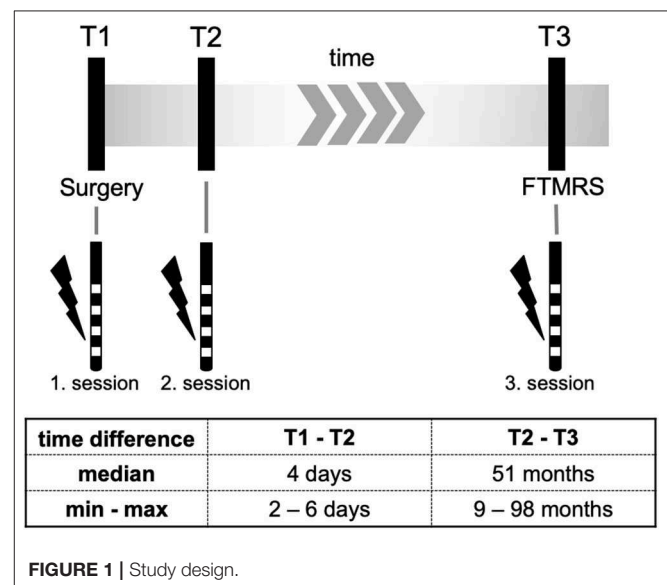 T1 T2 T3
time
Surgery FTMRS
1. session 2. session 3. session
time difference T1 - T2 T2 - T3
median 4 days 51 months
min - max 2 – 6 days 9 – 98 months
FIGURE 1 | Study design.